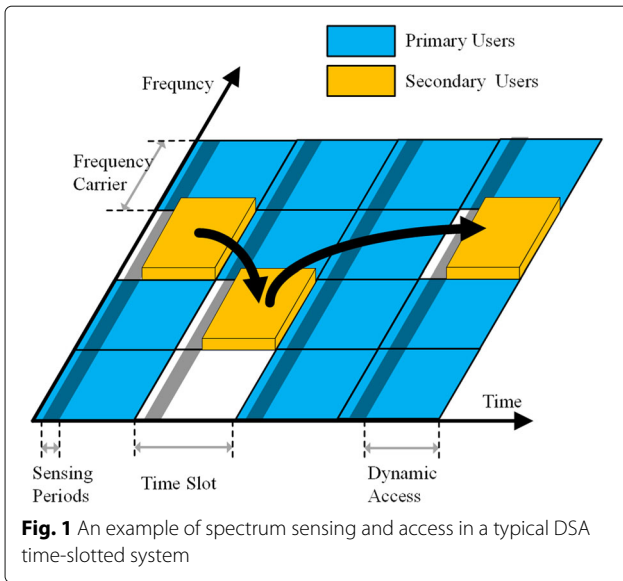 Primary Users
Secondary Users
Frequncy
Frequency
Carrier
Time
Sensing
Periods
Time Slot
Dynamic
Access
Fig. 1 An example of spectrum sensing and access in a typical DSA
time-slotted system